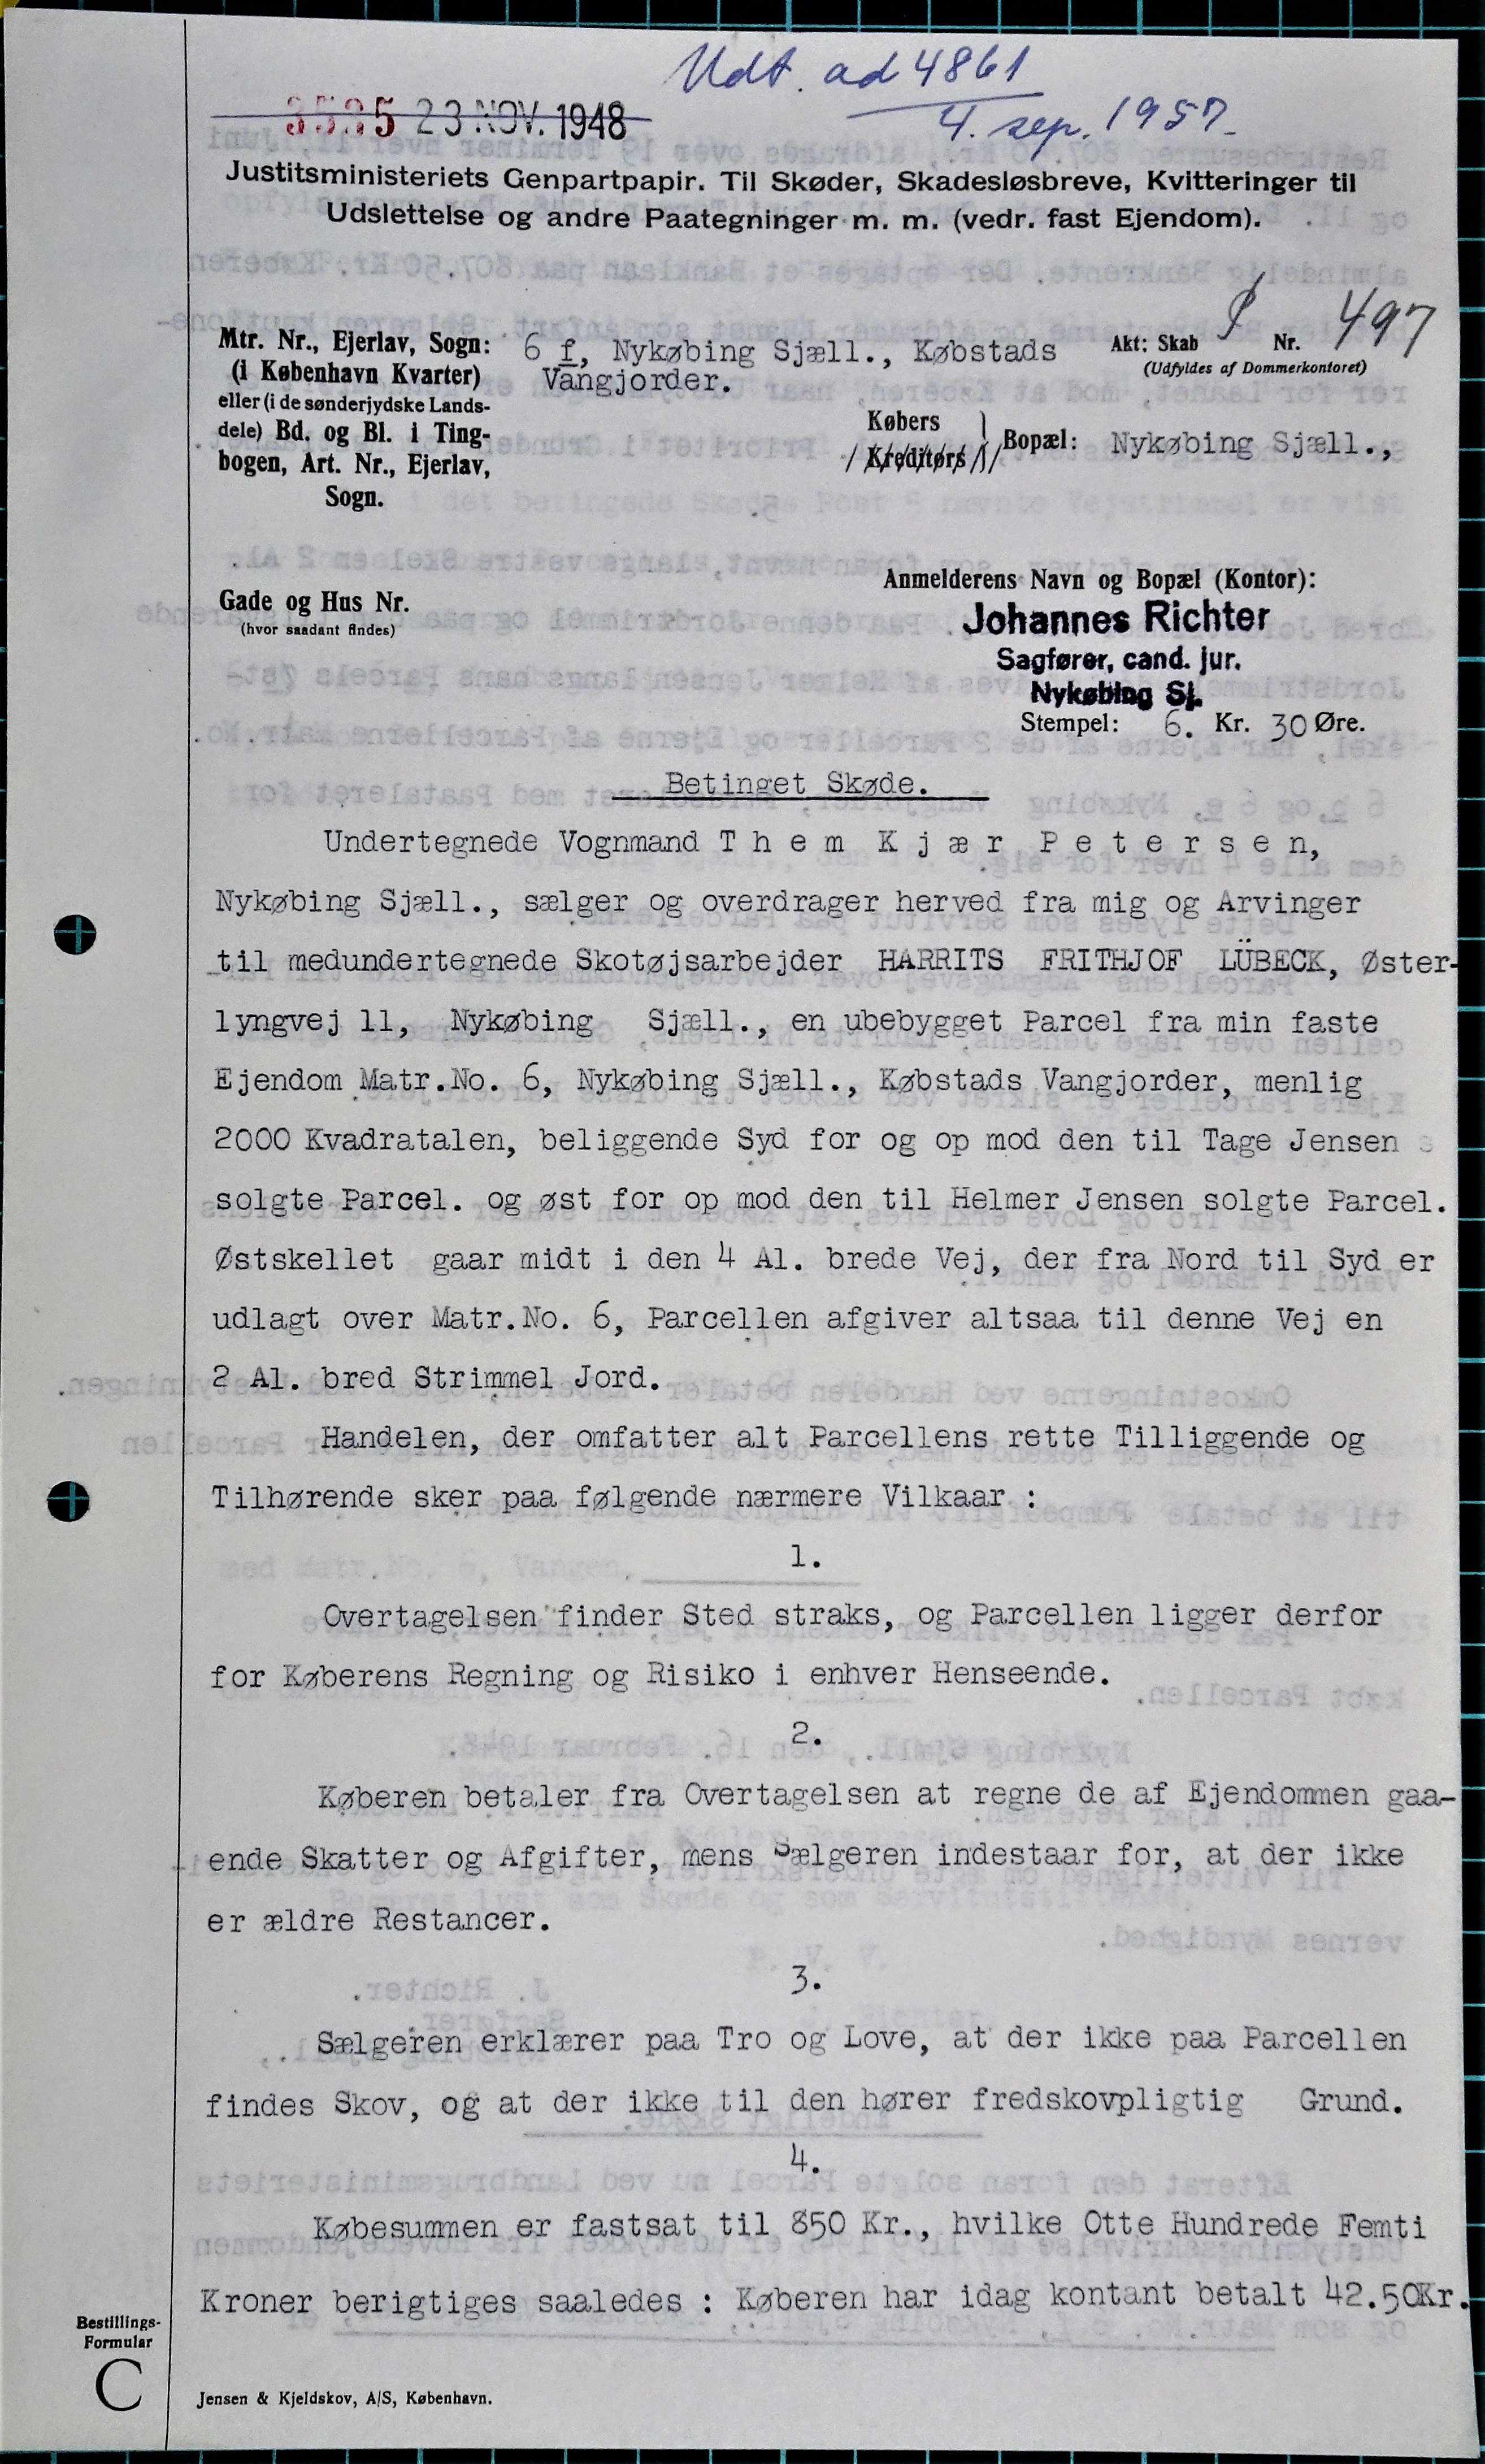 Udt. ad 4861
4. sep. 1957.
3535 23 NOV. 1948
Justitsministeriets Genpartpapir. Til Skøder, Skadesløsbreve, Kvitteringer til
Udslettelse og andre Paategninger m. m. (vedr. fast Ejendom).
Mtr. Nr., Ejerlav, Sogn:
(i København Kvarter)
eller (i de sønderjydske Lands-
dele) Bd. og Bl. i Ting-
bogen, Art. Nr., Ejerlav,
Sogn.
6 f, Nykøbing Sjæll., Købstads
Vangjorder.
Akt: Skab Nr. 497
(Udfyldes af Dommerkontoret)
Købers
Kreditors
Bopæl: Nykøbing Sjæll.,
Gade og Hus Nr.
(hvor saadant findes)
Anmelderens Navn og Bopæl (Kontor):
Johannes Richter
Sagfører, cand. jur.
Nykøbing Sj.
Stempel: 6. Kr. 30 Øre.
Betinget Skøde.
Undertegnede Vognmand T h e m K j æ r P e t e r s e n,
Nykøbing Sjæll., sælger og overdrager herved fra mig og Arvinger
til medundertegnede Skotøjsarbejder HARRITS FRITHJOF LÜBECK, Øster-
lyngvej 11, Nykøbing Sjæll., en ubebygget Parcel fra min faste
Ejendom Matr.No. 6, Nykøbing Sjæll., Købstads Vangjorder, menlig
2000 Kvadratalen, beliggende Syd for og op mod den til Tage Jensen
solgte Parcel. og øst for op mod den til Helmer Jensen solgte Parcel.
Østskellet gaar midt i den 4 Al. brede Vej, der fra Nord til Syd er
udlagt over Matr.No. 6, Parcellen afgiver altsaa til denne Vej en
2 Al. bred Strimmel Jord.
Handelen, der omfatter alt Parcellens rette Tilliggende og
Tilhørende sker paa følgende nærmere Vilkaar :
1.
Overtagelsen finder Sted straks, og Parcellen ligger derfor
for Køberens Regning og Risiko i enhver Henseende.
2.
Køberen betaler fra Overtagelsen at regne de af Ejendommen gaa-
ende Skatter og Afgifter, mens Sælgeren indestaar for, at der ikke
er ældre Restancer.
3.
Sælgeren erklærer paa Tro og Love, at der ikke paa Parcellen
findes Skov, og at der ikke til den hører fredskovpligtig Grund.
4.
Købesummen er fastsat til 850 Kr., hvilke Otte Hundrede Femti
Kroner berigtiges saaledes : Køberen har idag kontant betalt 42.50Kr.
Bestillings-
Formular
C
Jensen & Kjeldskov, A/S, København.